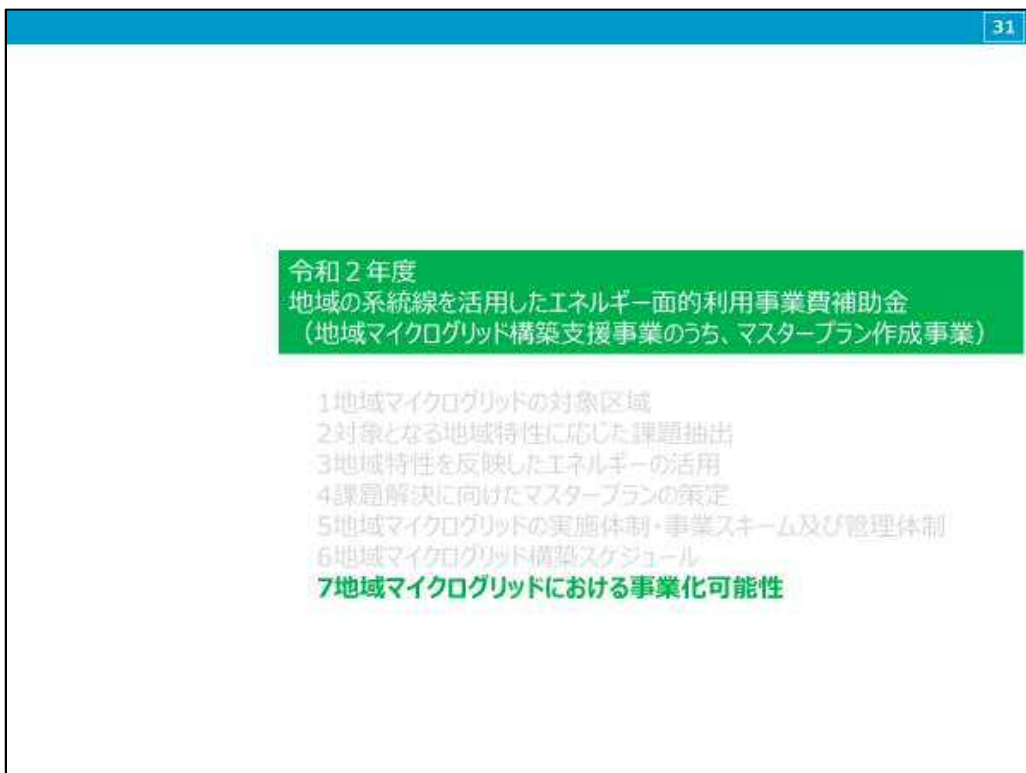 31
令和２年度
地域の系統線を活用したエネルギー面的利用事業費補助金
（地域マイクログリッド構築支援事業のうち、マスタープラン作成事業）
1地域マイクログリッドの対象区域
2対象となる地域特性に応じた課題抽出
3地域特性を反映したエネルギーの活用
4課題解決に向けたマスタープランの策定
5地域マイクログリッドの実施体制・事業スキーム及び管理体制
6地域マイクログリッド構築スケジュール
7地域マイクログリッドにおける事業化可能性